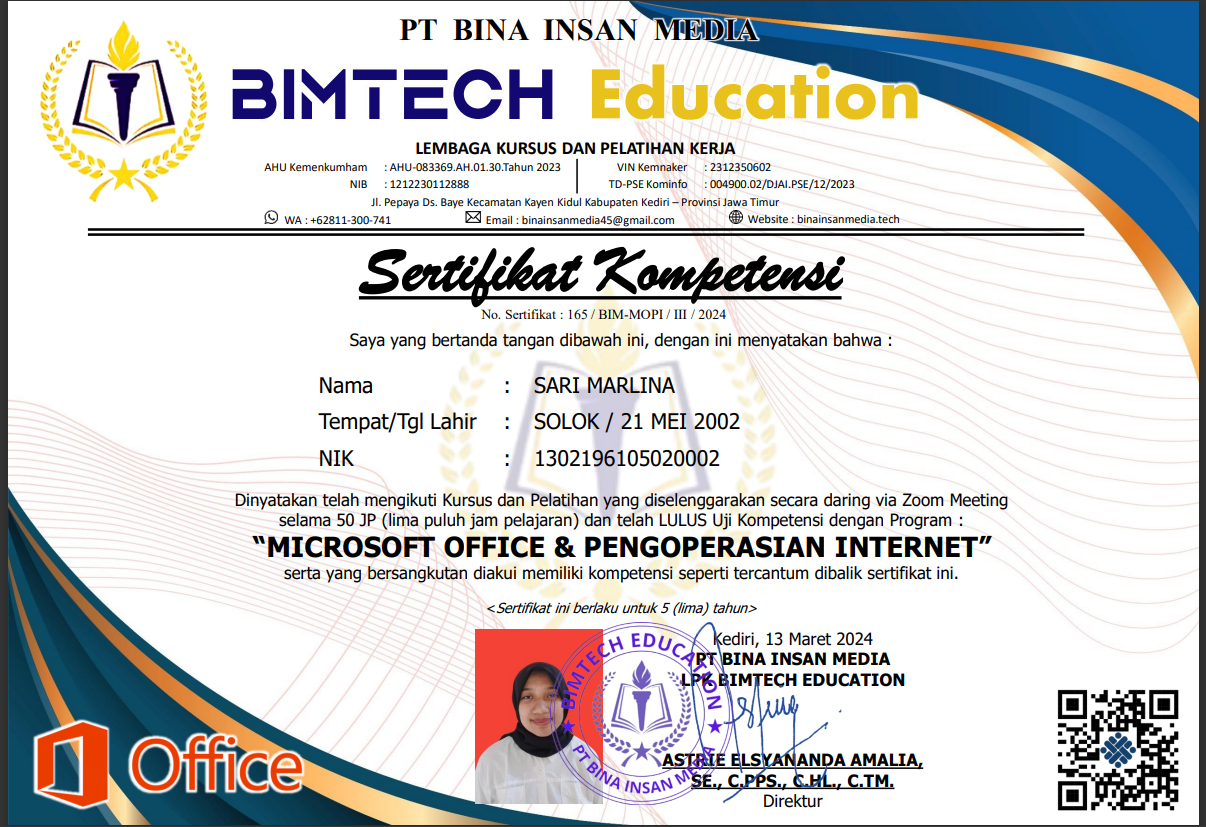 PT BINA INSAN MEDIA
BIMTECH Education
LEMBAGA KURSUS DAN PELATIHAN KERJA
AHU Kemenkumham : AHU-083369.AH.01.30.Tahun 2023 VIN Kemnaker : 2312350602
NIB : 1212230112888 TD-PSE Kominfo : 004900.02/DJAI.PSE/12/2023
Jl. Pepaya Ds. Baye Kecamatan Kayen Kidul Kabupaten Kediri – Provinsi Jawa Timur
WA : +62811-300-741 Email : binainsanmedia45@gmail.com Website : binainsanmedia.tech
Sertifikat Kompetensi
No. Sertifikat : 165 / BIM-MOPI / III / 2024
Saya yang bertanda tangan dibawah ini, dengan ini menyatakan bahwa :
Nama : SARI MARLINA
Tempat/Tgl Lahir : SOLOK / 21 MEI 2002
NIK : 1302196105020002
Dinyatakan telah mengikuti Kursus dan Pelatihan yang diselenggarakan secara daring via Zoom Meeting
selama 50 JP (lima puluh jam pelajaran) dan telah LULUS Uji Kompetensi dengan Program :
“MICROSOFT OFFICE & PENGOPERASIAN INTERNET”
serta yang bersangkutan diakui memiliki kompetensi seperti tercantum dibalik sertifikat ini.
<Sertifikat ini berlaku untuk 5 (lima) tahun>
Kediri, 13 Maret 2024
PT BINA INSAN MEDIA
LPK BIMTECH EDUCATION
BIMTECH EDUCATION
PT BINA INSAN MEDIA
ASTRIE ELSYANANDA AMALIA,
SE., C.PPS., C.HL., C.TM.
Direktur
Office